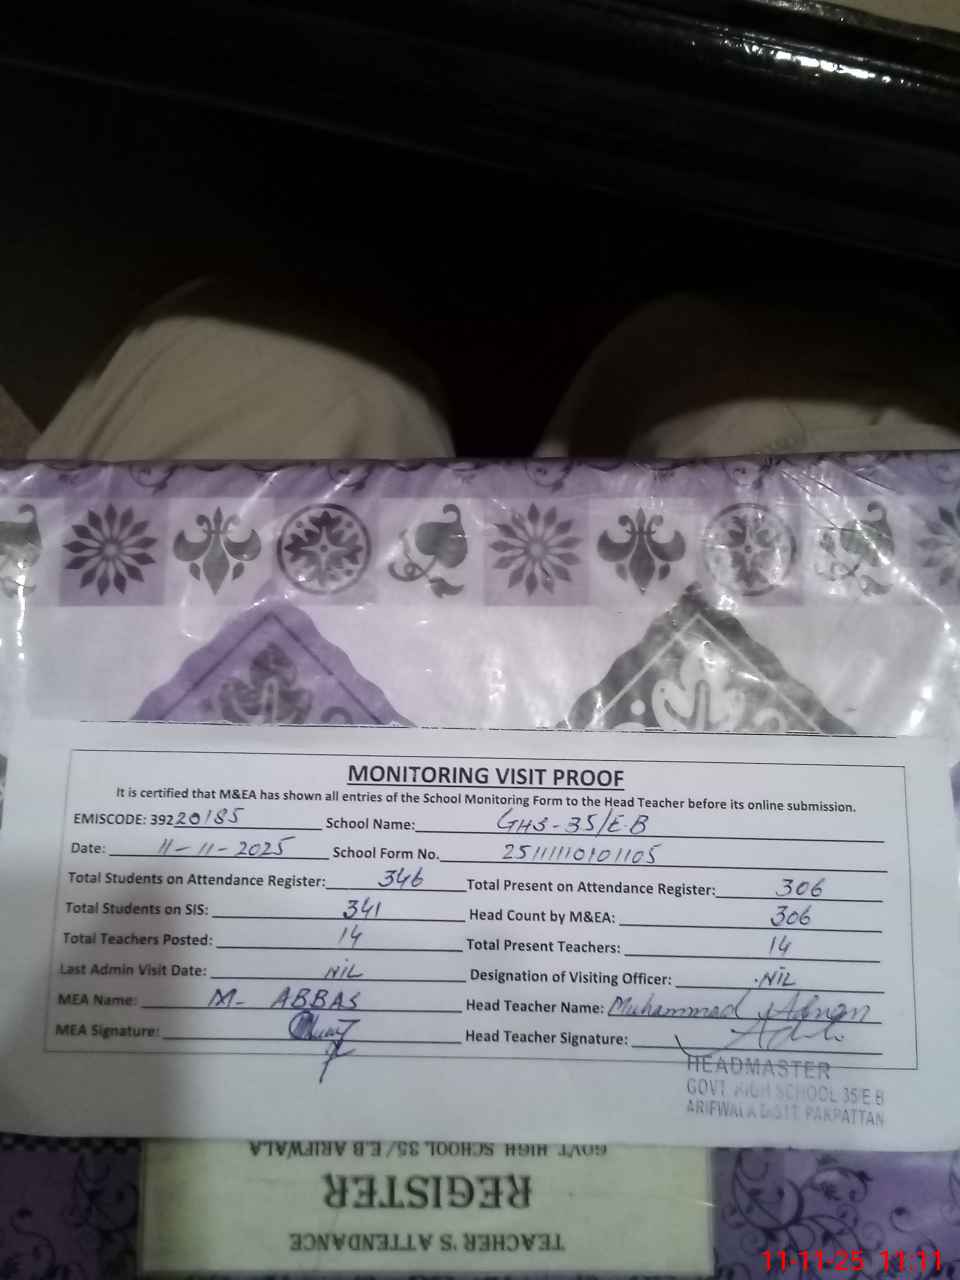 MONITORING VISIT PROOF
It is certified that M&EA has shown all entries of the School Monitoring Form to the Head Teacher before its online submission.
EMISCODE: 39220185 School Name: GHS-35/E-B
Date: 11-11-2025 School Form No. 25111110101105
Total Students on Attendance Register: 346 Total Present on Attendance Register: 306
Total Students on SIS: 341 Head Count by M&EA: 306
Total Teachers Posted: 14 Total Present Teachers: 14
Last Admin Visit Date: NIL Designation of Visiting Officer: NIL
MEA Name: M- ABBAS Head Teacher Name: Muhammad Adnan
MEA Signature: Head Teacher Signature:
HEADMASTER
GOVT. HIGH SCHOOL 35/E.B
ARIFWALA DISTT. PAKPATTAN
TEACHER'S ATTENDANCE
REGISTER
GOVT HIGH SCHOOL 35/E.B ARIFWALA
11-11-25 11:11